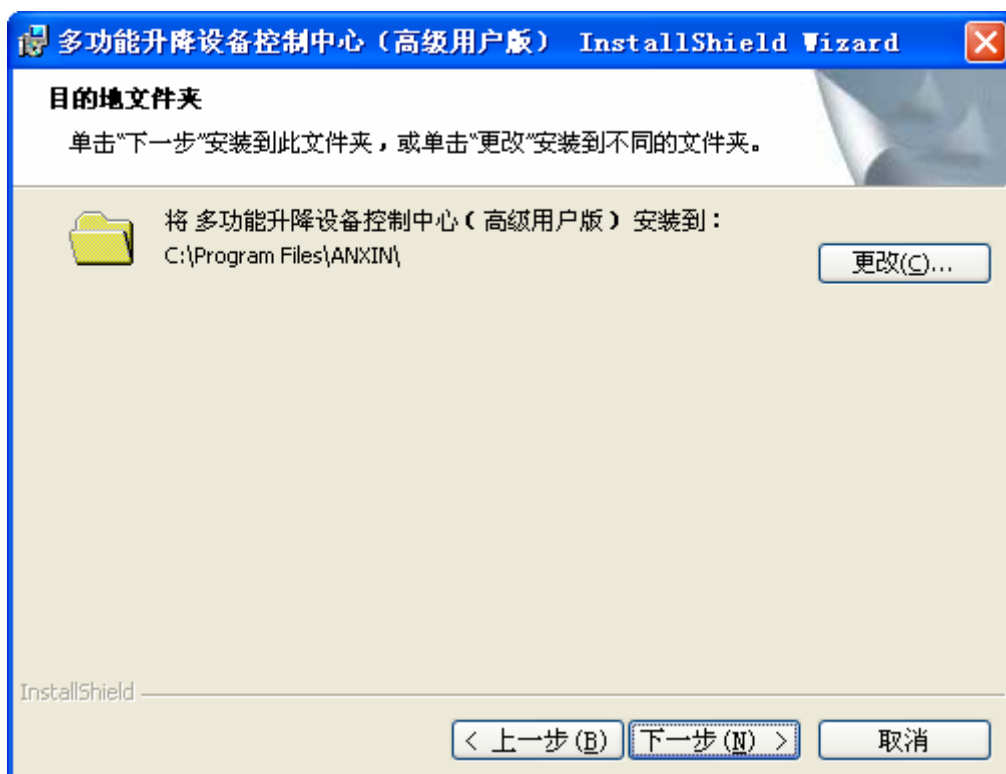 多功能升降设备控制中心（高级用户版） InstallShield Wizard
目的地文件夹
单击“下一步”安装到此文件夹，或单击“更改”安装到不同的文件夹。
将 多功能升降设备控制中心（高级用户版）安装到：
C:\Program Files\ANXIN\
更改(C)...
InstallShield
< 上一步(B) 下一步(N) > 取消